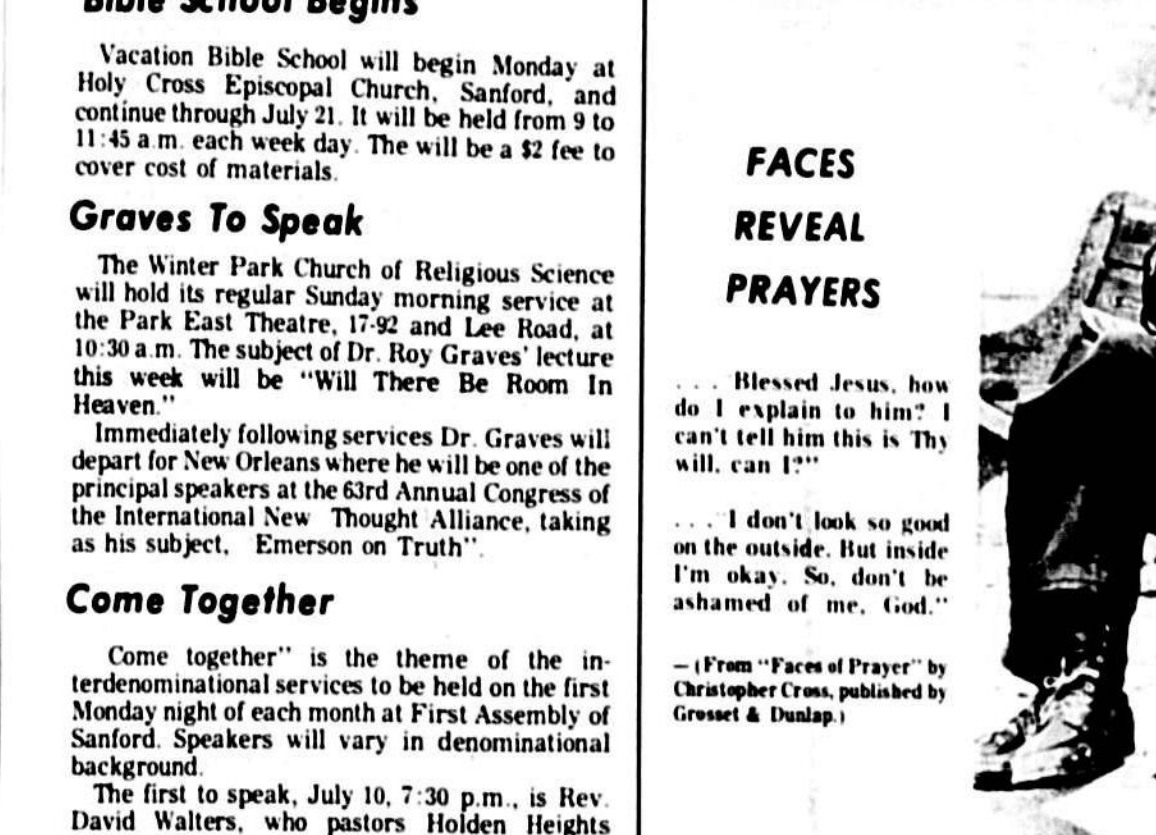 Bible School Begins
Vacation Bible School will begin Monday at
Holy Cross Episcopal Church, Sanford, and
continue through July 21. It will be held from 9 to
11:45 a.m. each week day. The will be a $2 fee to
cover cost of materials.
Graves To Speak
The Winter Park Church of Religious Science
will hold its regular Sunday morning service at
the Park East Theatre, 17-92 and Lee Road, at
10:30 a.m. The subject of Dr. Roy Graves' lecture
this week will be "Will There Be Room In
Heaven."
Immediately following services Dr. Graves will
depart for New Orleans where he will be one of the
principal speakers at the 63rd Annual Congress of
the International New Thought Alliance, taking
as his subject, Emerson on Truth".
Come Together
Come together" is the theme of the in-
terdenominational services to be held on the first
Monday night of each month at First Assembly of
Sanford. Speakers will vary in denominational
background.
The first to speak, July 10, 7:30 p.m., is Rev.
David Walters, who pastors Holden Heights
FACES
REVEAL
PRAYERS
. . . Blessed Jesus, how
do I explain to him? I
can't tell him this is Thy
will, can I?"
. . . "I don't look so good
on the outside. But inside
I'm okay. So, don't be
ashamed of me, God."
— (From "Faces of Prayer" by
Christopher Cross, published by
Grosset & Dunlap.)